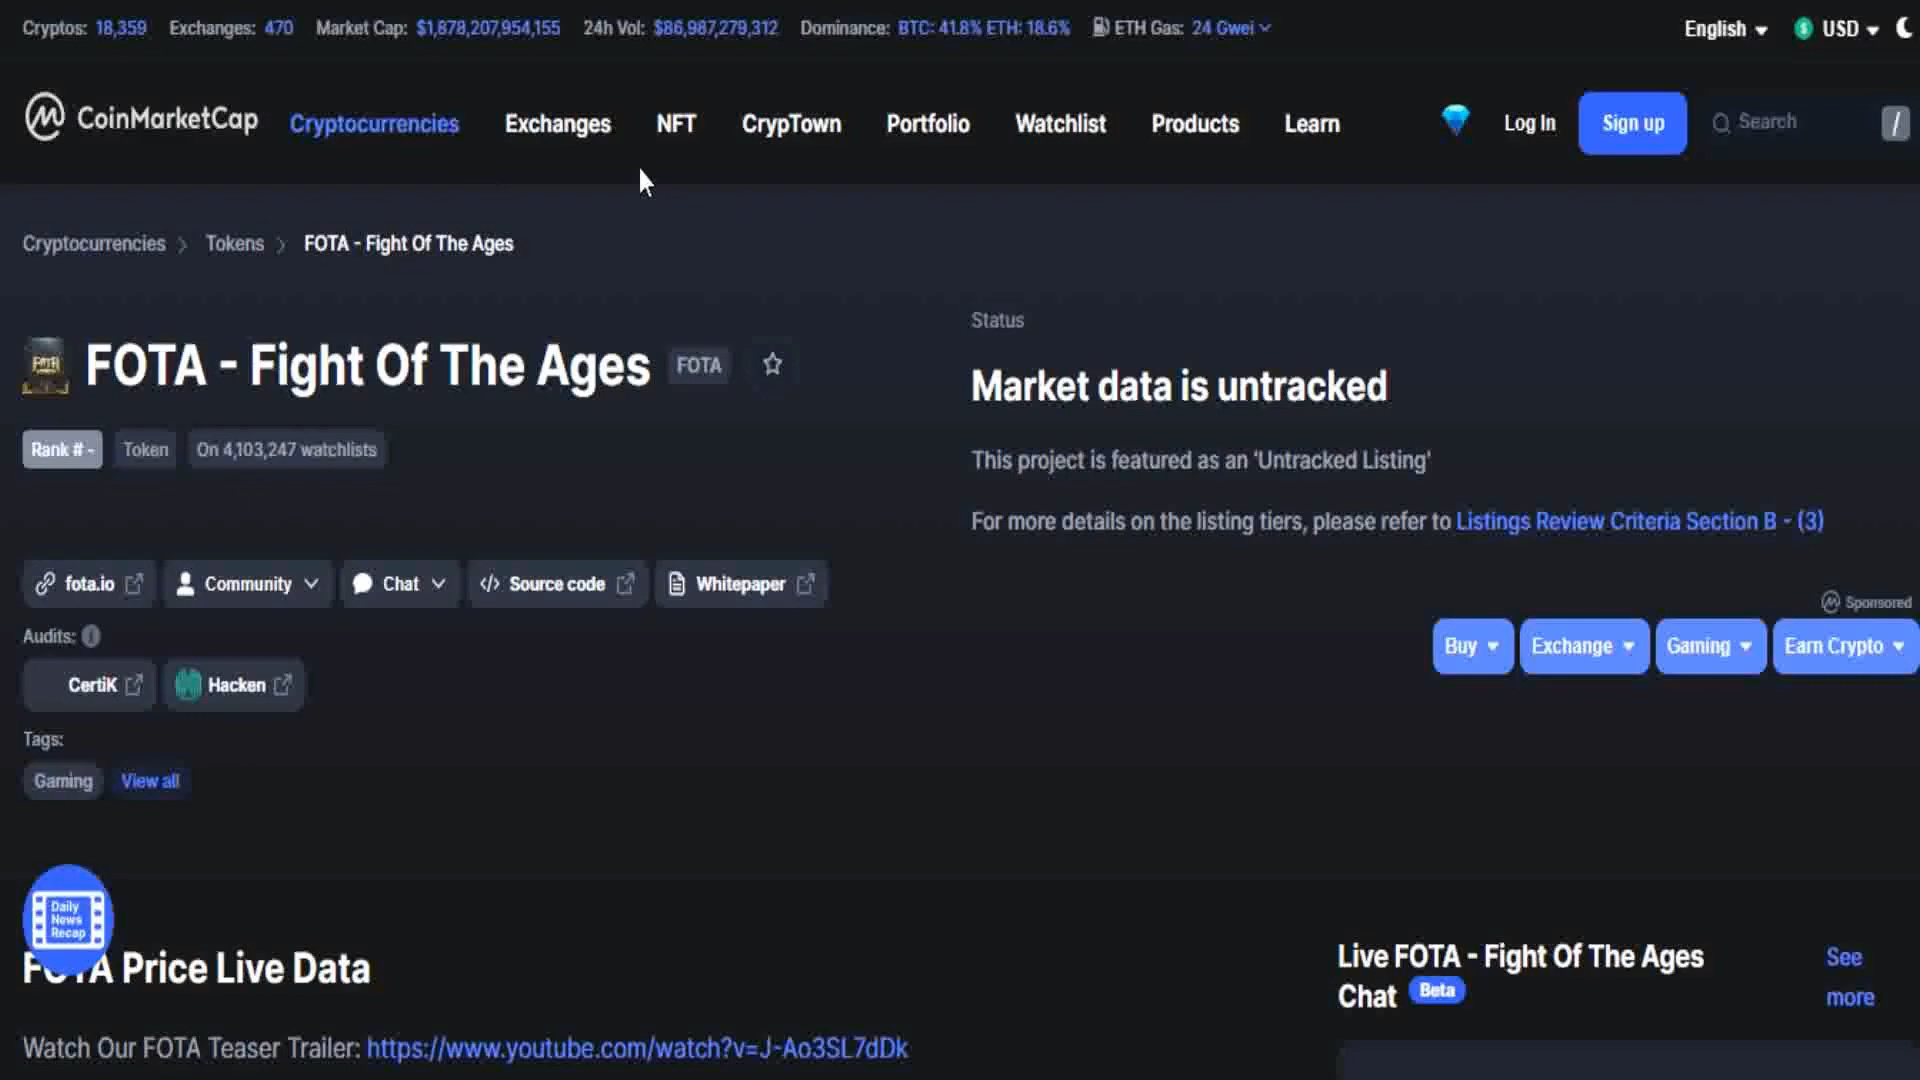 Cryptos: 18,359 Exchanges: 470 Market Cap: $1,878,207,954,155 24h Vol: $86,987,279,312 Dominance: BTC: 41.8% ETH: 18.6% ETH Gas: 24 Gwei English USD
CoinMarketCap Cryptocurrencies Exchanges NFT CrypTown Portfolio Watchlist Products Learn Log In Sign up Search /
Cryptocurrencies > Tokens > FOTA - Fight Of The Ages
FOTA - Fight Of The Ages FOTA
Rank # - Token On 4,103,247 watchlists
Status
Market data is untracked
This project is featured as an 'Untracked Listing'
For more details on the listing tiers, please refer to Listings Review Criteria Section B - (3)
fota.io Community Chat </> Source code Whitepaper
Sponsored
Buy Exchange Gaming Earn Crypto
Audits:
CertiK Hacken
Tags:
Gaming View all
Daily
News
Recap
FOTA Price Live Data
Watch Our FOTA Teaser Trailer: https://www.youtube.com/watch?v=J-Ao3SL7dDk
Live FOTA - Fight Of The Ages
Chat Beta
See
more